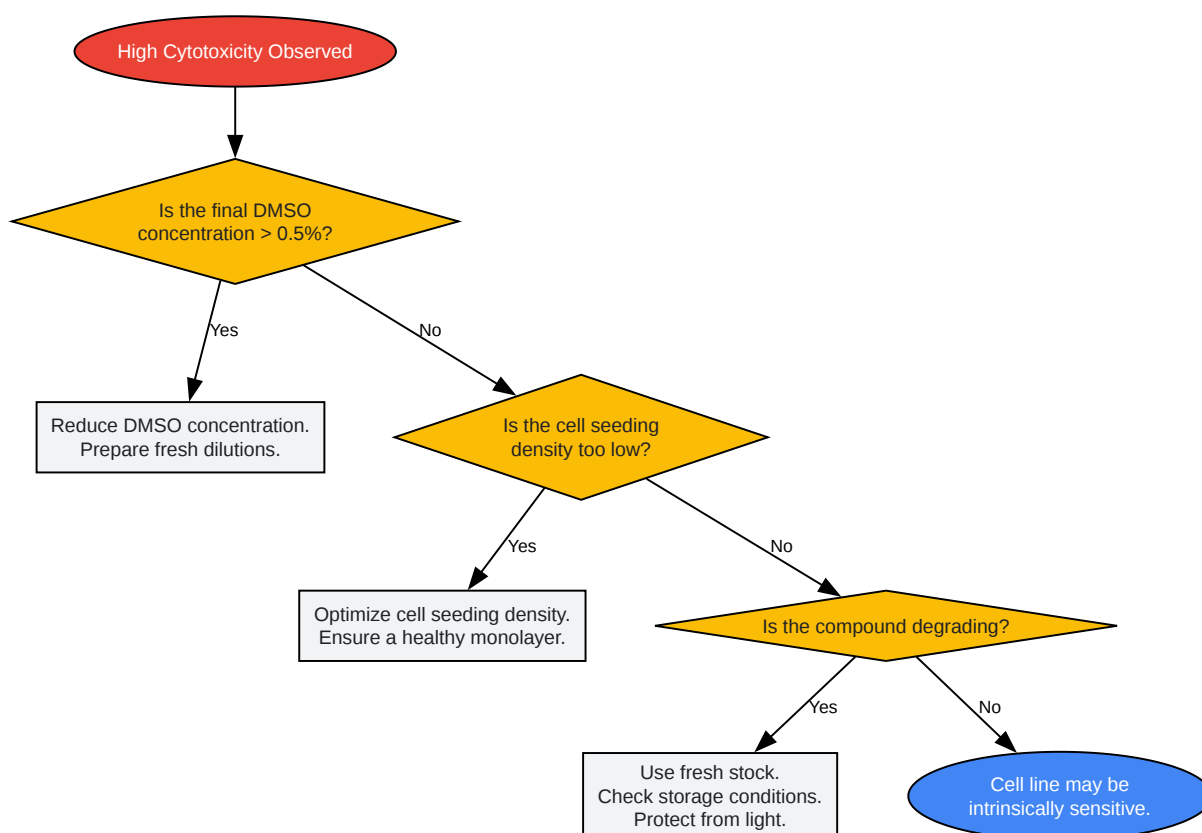 High Cytotoxicity Observed
Is the final DMSO
concentration > 0.5%?
Yes
No
Reduce DMSO concentration.
Prepare fresh dilutions.
Is the cell seeding
density too low?
Yes
No
Optimize cell seeding density.
Ensure a healthy monolayer.
Is the compound degrading?
Yes
No
Use fresh stock.
Check storage conditions.
Protect from light.
Cell line may be
intrinsically sensitive.